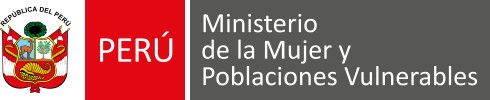 REPÚBLICA DEL PERÚ
PERÚ
Ministerio
de la Mujer y
Poblaciones Vulnerables